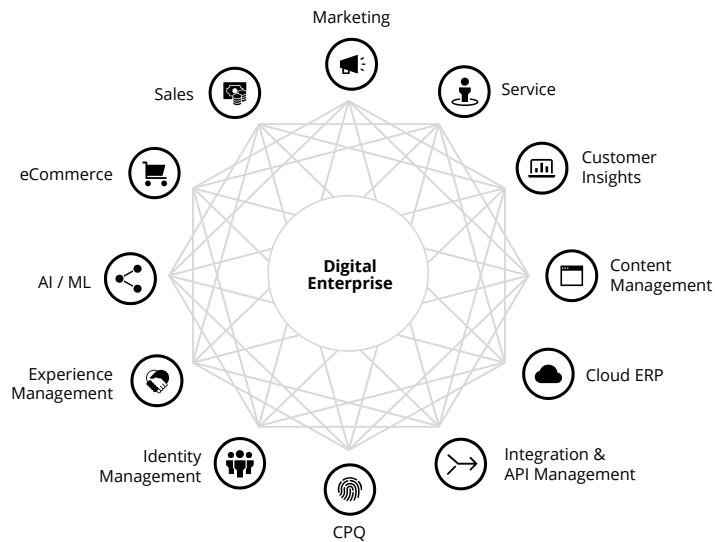 Marketing
Sales
Service
eCommerce
Customer
Insights
AI / ML
Digital
Enterprise
Content
Management
Experience
Management
Cloud ERP
Identity
Management
Integration &
API Management
CPQ